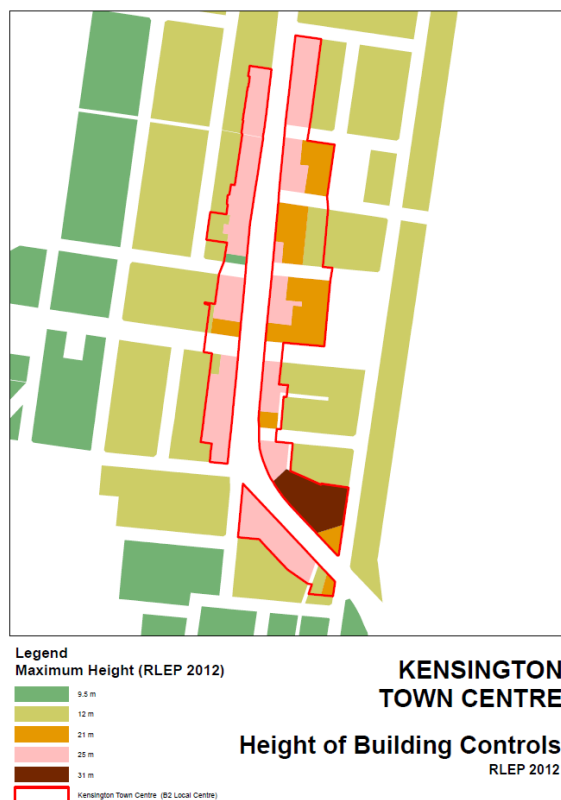 Legend
Maximum Height (RLEP 2012)
9.5 m
12 m
21 m
25 m
31 m
Kensington Town Centre (B2 Local Centre)
KENSINGTON
TOWN CENTRE
Height of Building Controls
RLEP 2012